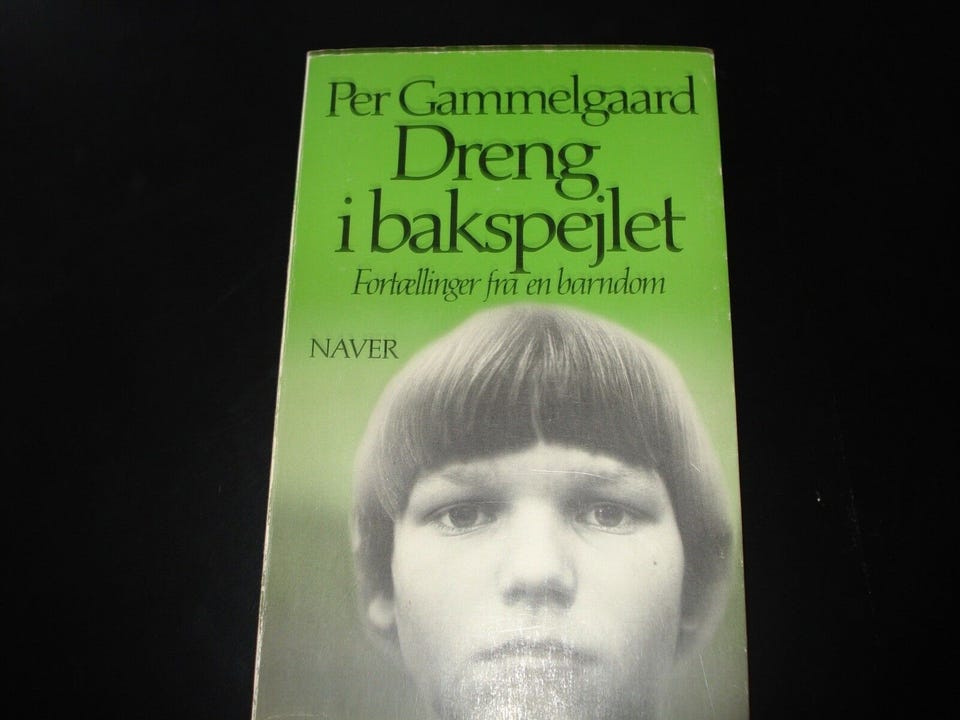 Per Gammelgaard
Dreng
i bakspejlet
Fortællinger fra en barndom
NAVER